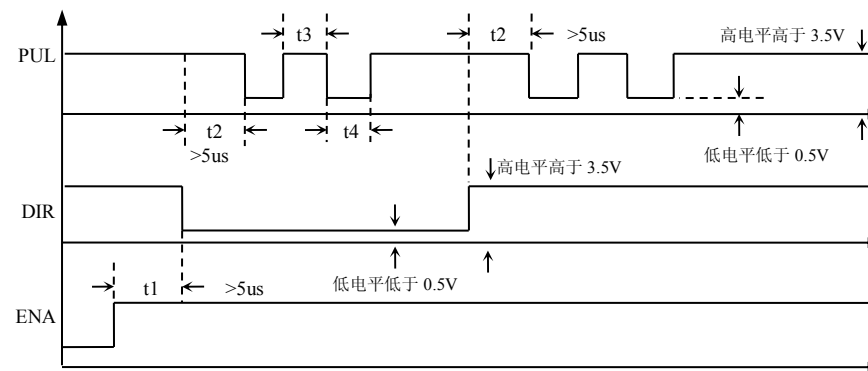 t3
t2
>5us
高电平高于 3.5V
PUL
t2
t4
>5us
低电平低于 0.5V
高电平高于 3.5V
DIR
t1
>5us
低电平低于 0.5V
ENA